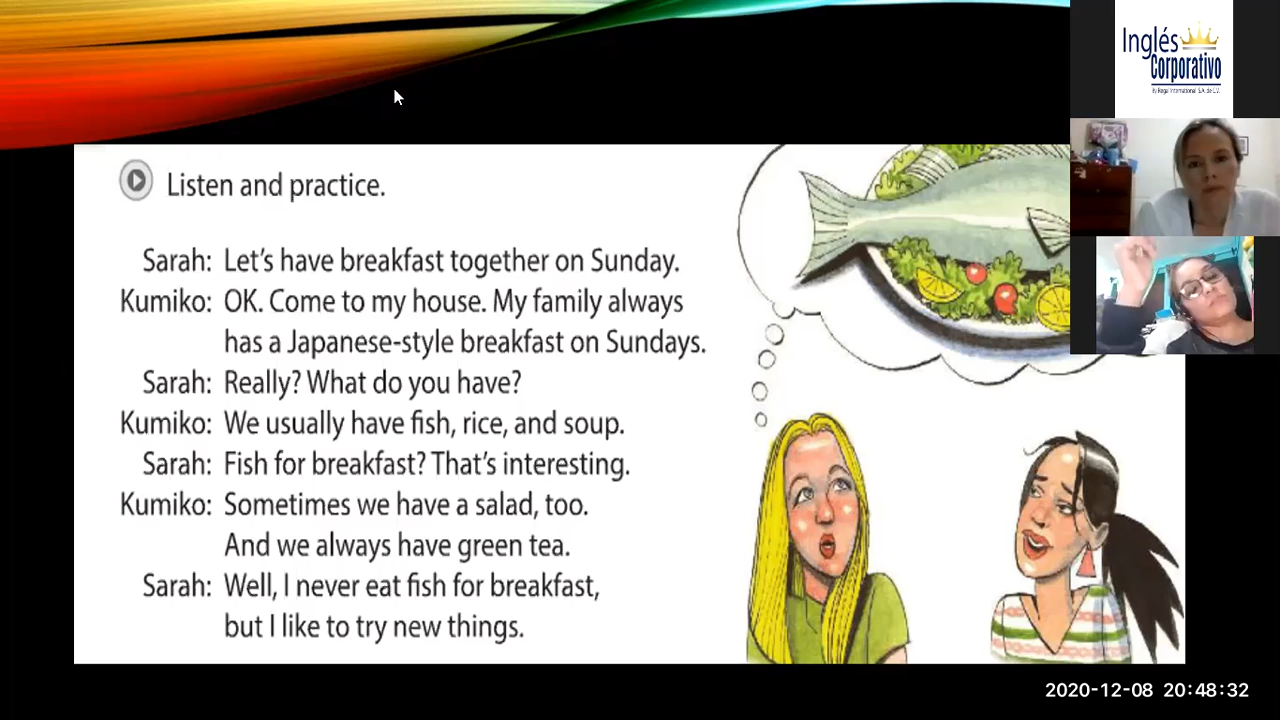 Inglés
Corporativo
By Regal International S.A. de C.V.
Listen and practice.
Sarah: Let's have breakfast together on Sunday.
Kumiko: OK. Come to my house. My family always
has a Japanese-style breakfast on Sundays.
Sarah: Really? What do you have?
Kumiko: We usually have fish, rice, and soup.
Sarah: Fish for breakfast? That's interesting.
Kumiko: Sometimes we have a salad, too.
And we always have green tea.
Sarah: Well, I never eat fish for breakfast,
but I like to try new things.
2020-12-08 20:48:32